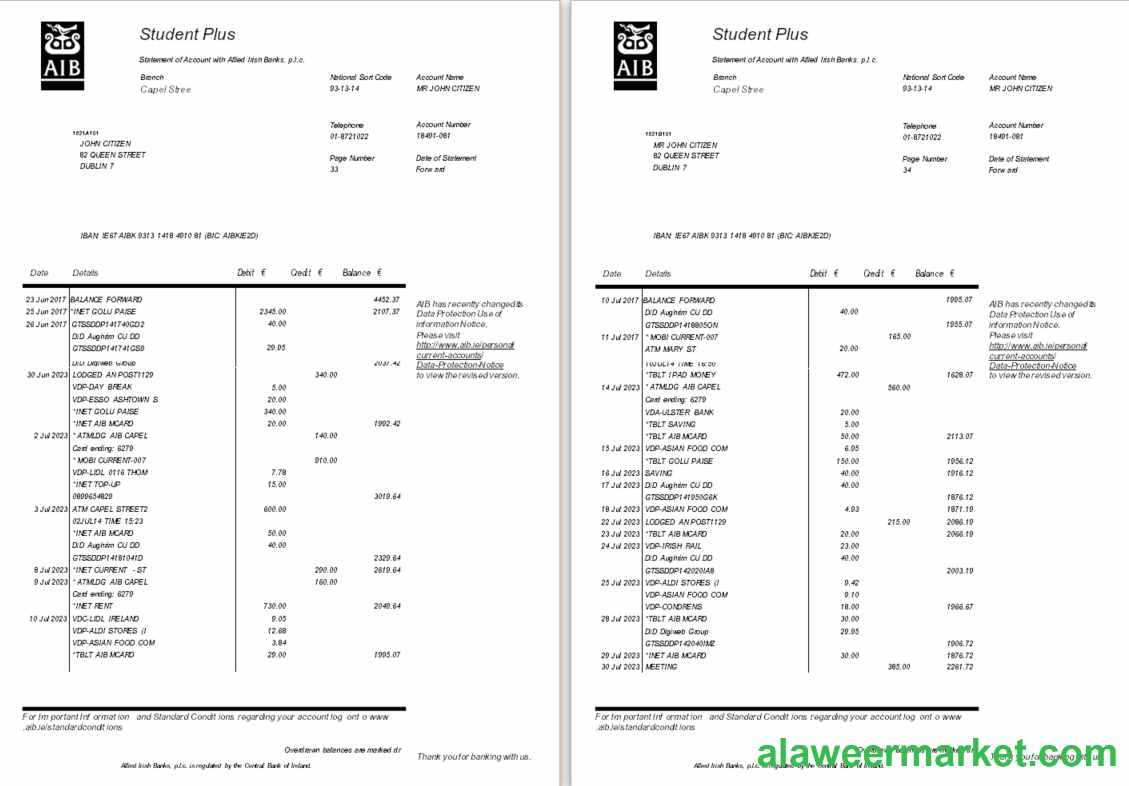 AIB
Student Plus
Statement of Account with Allied Irish Banks, p.l.c.
Branch National Sort Code Account Name
Capel Stree 93-13-14 MR JOHN CITIZEN
Telephone Account Number
1021A101 01-8721022 18491-081
JOHN CITIZEN
82 QUEEN STREET Page Number Date of Statement
DUBLIN 7 33 Forw ard
IBAN: IE67 AIBK 9313 1418 4910 81 (BIC: AIBKIE2D)
Date Details Debit € Credit € Balance €
23 Jun 2017 BALANCE FORWARD 4452.37
25 Jun 2017 *INET GOLU PAISE 2345.00 2107.37
26 Jun 2017 GTSSDDP141740GD2 40.00
DID Aughrim CU DD
GTSSDDP141741GS9 29.95
DID Digiweb Group 2037.42
30 Jun 2023 LODGED AN POST1129 340.00
VDP-DAY BREAK 5.00
VDP-ESSO ASHTOWN S 20.00
*INET GOLU PAISE 340.00
*INET AIB MCARD 20.00 1992.42
2 Jul 2023 * ATMLDG AIB CAPEL 140.00
Card ending: 6279
* MOBI CURRENT-007 910.00
VDP-LIDL 0116 THOM 7.78
*INET TOP-UP 15.00
0899654829 3019.64
3 Jul 2023 ATM CAPEL STREET2 600.00
02JUL14 TIME 15:23
*INET AIB MCARD 50.00
DID Aughrim CU DD 40.00
GTSSDDP14181041D 2329.64
8 Jul 2023 *INET CURRENT - ST 290.00 2619.64
9 Jul 2023 * ATMLDG AIB CAPEL 160.00
Card ending: 6279
*INET RENT 730.00 2049.64
10 Jul 2023 VDC-LIDL IRELAND 9.05
VDP-ALDI STORES (I 12.68
VDP-ASIAN FOOD COM 3.84
*TBLT AIB MCARD 29.00 1995.07
AIB has recently changed its
Data Protection Use of
information Notice.
Please visit
http://www.aib.ie/personal/
current-accounts/
Data-Protection-Notice
to view the revised version.
For Im portant Inf ormat ion and Standard Condit ions regarding your account log ont o www
.aib.ie/standardcondt ions
Overdrawn balances are marked dr
Thank you for banking with us.
Allied Irish Banks, p.l.c. is regulated by the Central Bank of Ireland.
AIB
Student Plus
Statement of Account with Allied Irish Banks, p.l.c.
Branch National Sort Code Account Name
Capel Stree 93-13-14 MR JOHN CITIZEN
Telephone Account Number
1021B101 01-8721022 18491-081
MR JOHN CITIZEN
82 QUEEN STREET Page Number Date of Statement
DUBLIN 7 34 Forw ard
IBAN: IE67 AIBK 9313 1418 4910 81 (BIC: AIBKIE2D)
Date Details Debit € Credit € Balance €
10 Jul 2017 BALANCE FORWARD 1995.07
DID Aughrim CU DD 40.00
GTSSDDP1418805ON 1955.07
11 Jul 2017 * MOBI CURRENT-007 165.00
ATM MARY ST 20.00
10JUL14 TIME 16:50
*TBLT IPAD MONEY 472.00 1628.07
14 Jul 2023 * ATMLDG AIB CAPEL 560.00
Card ending: 6279
VDA-ULSTER BANK 20.00
*TBLT SAVING 5.00
*TBLT AIB MCARD 50.00 2113.07
15 Jul 2023 VDP-ASIAN FOOD COM 6.95
*TBLT GOLU PAISE 150.00 1956.12
16 Jul 2023 SAVING 40.00 1916.12
17 Jul 2023 DID Aughrim CU DD 40.00
GTSSDDP141950G6K 1876.12
18 Jul 2023 VDP-ASIAN FOOD COM 4.93 1871.19
22 Jul 2023 LODGED AN POST1129 215.00 2086.19
23 Jul 2023 *TBLT AIB MCARD 20.00 2066.19
24 Jul 2023 VDP-IRISH RAIL 23.00
DID Aughrim CU DD 40.00
GTSSDDP142020IA8 2003.19
25 Jul 2023 VDP-ALDI STORES (I 9.42
VDP-ASIAN FOOD COM 9.10
VDP-CONDRENS 18.00 1966.67
28 Jul 2023 *TBLT AIB MCARD 30.00
DID Digiweb Group 29.95
GTSSDDP142040IMZ 1906.72
29 Jul 2023 *INET AIB MCARD 30.00 1876.72
30 Jul 2023 MEETING 385.00 2261.72
AIB has recently changed its
Data Protection Use of
information Notice.
Please visit
http://www.aib.ie/personal/
current-accounts/
Data-Protection-Notice
to view the revised version.
For Im portant Inf ormat ion and Standard Condit ions regarding your account log ont o www
.aib.ie/standardcondt ions
alaweermarket.com
Allied Irish Banks, p.l.c. is regulated by the Central Bank of Ireland.